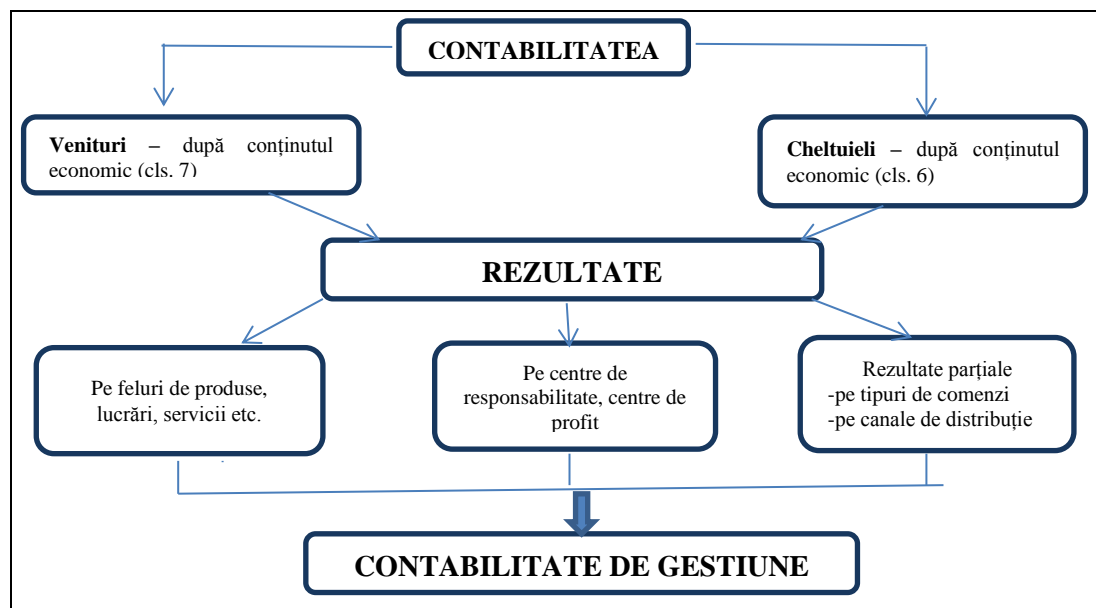 CONTABILITATEA
Venituri – după conținutul
economic (cls. 7)
Cheltuieli – după conținutul
economic (cls. 6)
REZULTATE
Pe feluri de produse,
lucrări, servicii etc.
Pe centre de
responsabilitate, centre de
profit
Rezultate parțiale
-pe tipuri de comenzi
-pe canale de distribuție
CONTABILITATE DE GESTIUNE